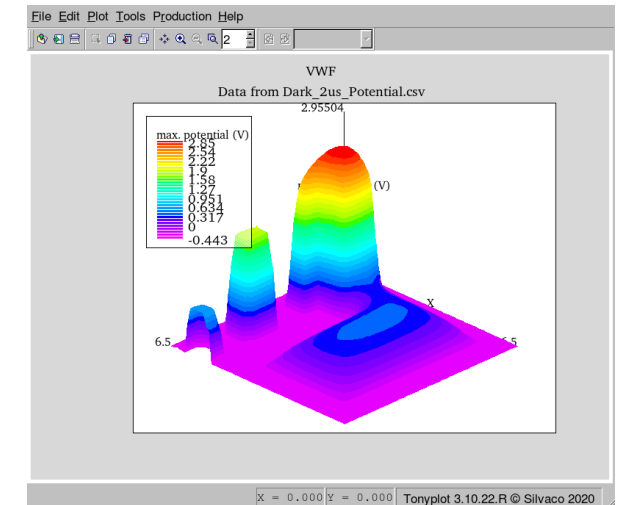 File Edit Plot Tools Production Help
2
VWF
Data from Dark_2us_Potential.csv
2.95504
max. potential (V)
2.85
2.54
2.22
1.9
1.58
1.27
0.951
0.634
0.317
0
-0.443
(V)
X
6.5
6.5
X = 0.000 Y = 0.000 Tonyplot 3.10.22.R © Silvaco 2020